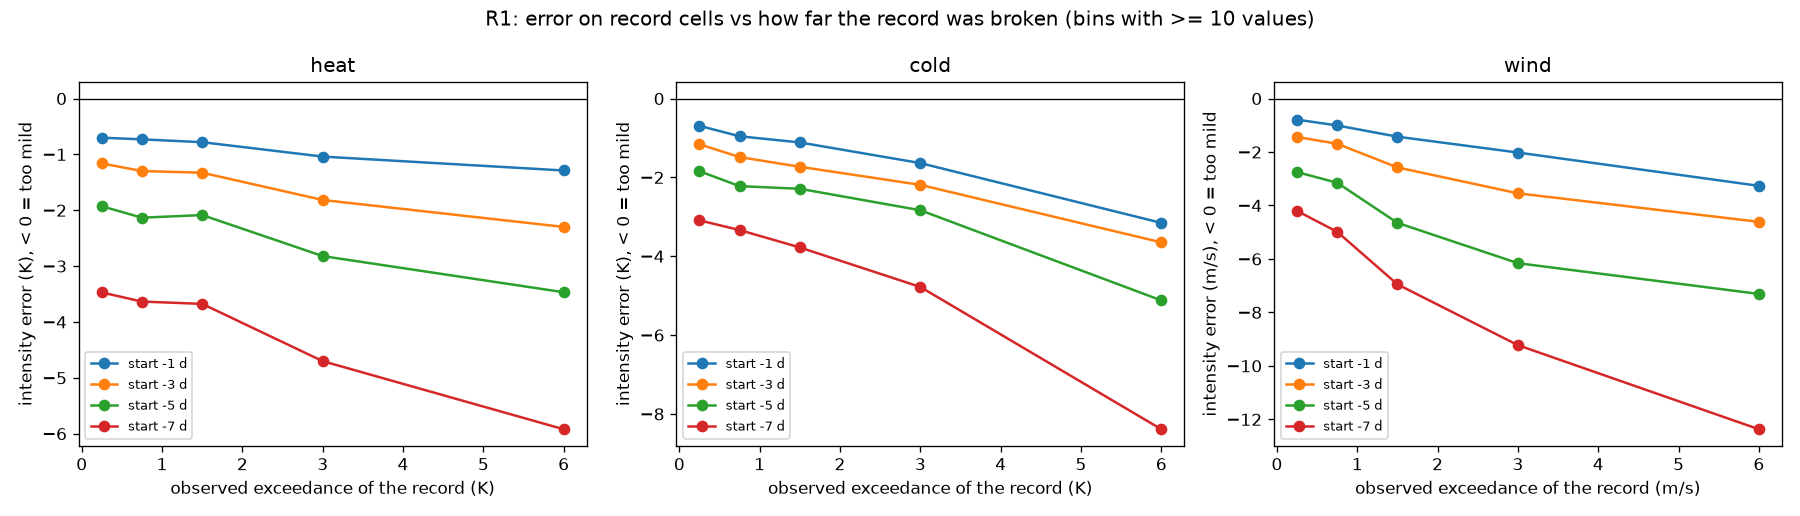 R1: error on record cells vs how far the record was broken (bins with >= 10 values)
heat
intensity error (K), < 0 = too mild
0
−1
−2
−3
−4
−5
−6
start -1 d
start -3 d
start -5 d
start -7 d
0 1 2 3 4 5 6
observed exceedance of the record (K)
cold
intensity error (K), < 0 = too mild
0
−2
−4
−6
−8
start -1 d
start -3 d
start -5 d
start -7 d
0 1 2 3 4 5 6
observed exceedance of the record (K)
wind
intensity error (m/s), < 0 = too mild
0
−2
−4
−6
−8
−10
−12
start -1 d
start -3 d
start -5 d
start -7 d
0 1 2 3 4 5 6
observed exceedance of the record (m/s)